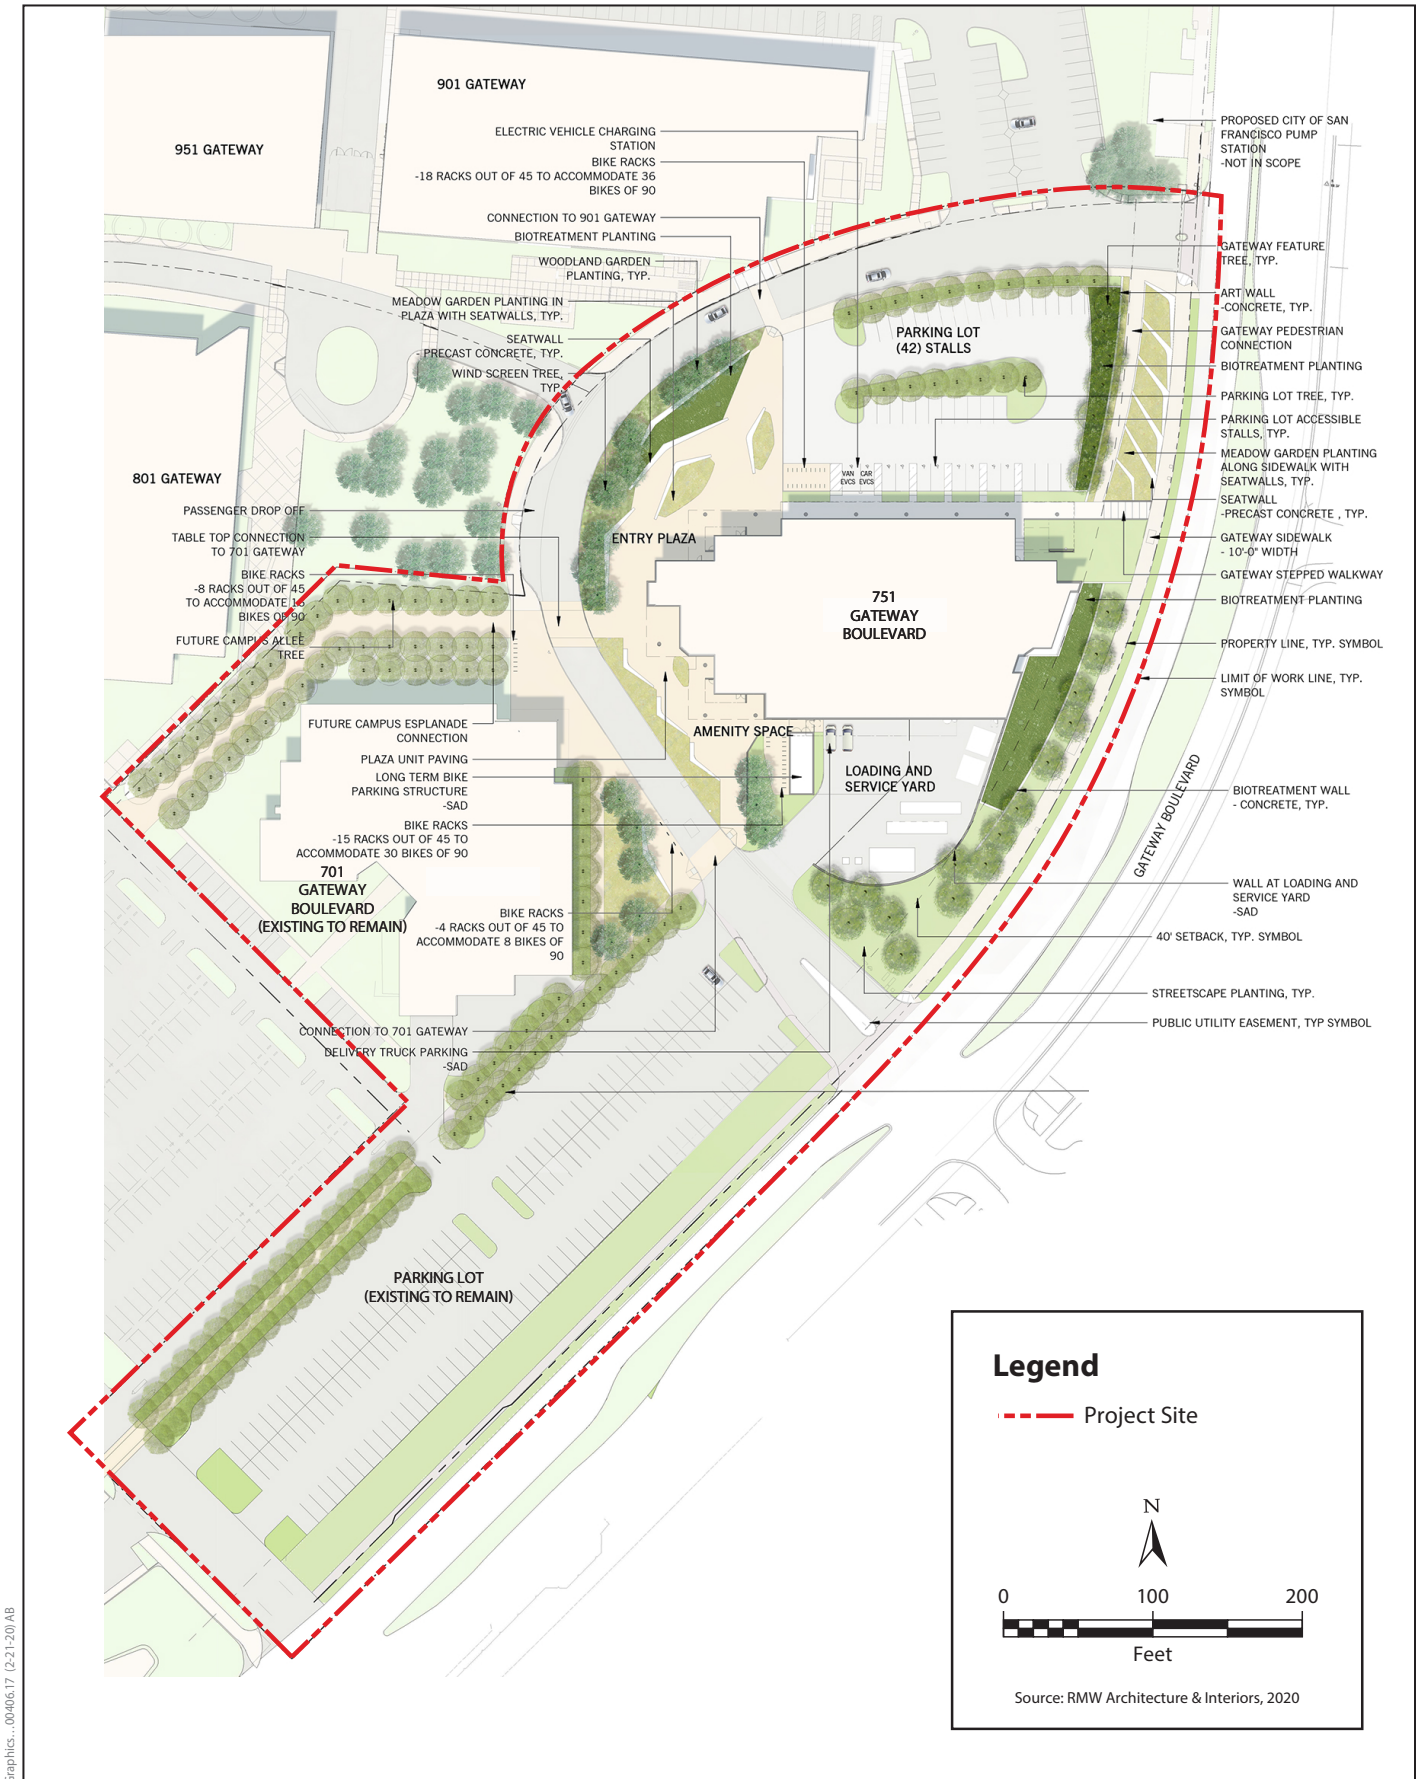 901 GATEWAY
951 GATEWAY
801 GATEWAY
ELECTRIC VEHICLE CHARGING
STATION
BIKE RACKS
-18 RACKS OUT OF 45 TO ACCOMMODATE 36
BIKES OF 90
CONNECTION TO 901 GATEWAY
BIOTREATMENT PLANTING
WOODLAND GARDEN
PLANTING, TYP.
MEADOW GARDEN PLANTING IN
PLAZA WITH SEATWALLS, TYP.
SEATWALL
- PRECAST CONCRETE, TYP.
WIND SCREEN TREE,
TYP.
PASSENGER DROP OFF
TABLE TOP CONNECTION
TO 701 GATEWAY
BIKE RACKS
-8 RACKS OUT OF 45
TO ACCOMMODATE 16
BIKES OF 90
FUTURE CAMPUS ALLEE
TREE
FUTURE CAMPUS ESPLANADE
CONNECTION
PLAZA UNIT PAVING
LONG TERM BIKE
PARKING STRUCTURE
-SAD
BIKE RACKS
-15 RACKS OUT OF 45 TO
ACCOMMODATE 30 BIKES OF 90
701
GATEWAY
BOULEVARD
(EXISTING TO REMAIN)
BIKE RACKS
-4 RACKS OUT OF 45 TO
ACCOMMODATE 8 BIKES OF
90
CONNECTION TO 701 GATEWAY
DELIVERY TRUCK PARKING
-SAD
PARKING LOT
(42) STALLS
VAN
EVCS
CAR
EVCS
ENTRY PLAZA
751
GATEWAY
BOULEVARD
AMENITY SPACE
LOADING AND
SERVICE YARD
PARKING LOT
(EXISTING TO REMAIN)
GATEWAY BOULEVARD
PROPOSED CITY OF SAN
FRANCISCO PUMP
STATION
-NOT IN SCOPE
GATEWAY FEATURE
TREE, TYP.
ART WALL
-CONCRETE, TYP.
GATEWAY PEDESTRIAN
CONNECTION
BIOTREATMENT PLANTING
PARKING LOT TREE, TYP.
PARKING LOT ACCESSIBLE
STALLS, TYP.
MEADOW GARDEN PLANTING
ALONG SIDEWALK WITH
SEATWALLS, TYP.
SEATWALL
-PRECAST CONCRETE , TYP.
GATEWAY SIDEWALK
- 10'-0" WIDTH
GATEWAY STEPPED WALKWAY
BIOTREATMENT PLANTING
PROPERTY LINE, TYP. SYMBOL
LIMIT OF WORK LINE, TYP.
SYMBOL
BIOTREATMENT WALL
- CONCRETE, TYP.
WALL AT LOADING AND
SERVICE YARD
-SAD
40' SETBACK, TYP. SYMBOL
STREETSCAPE PLANTING, TYP.
PUBLIC UTILITY EASEMENT, TYP SYMBOL
Legend
Project Site
N
0 100 200
Feet
Source: RMW Architecture & Interiors, 2020
Graphics…00406.17 (2-21-20) AB